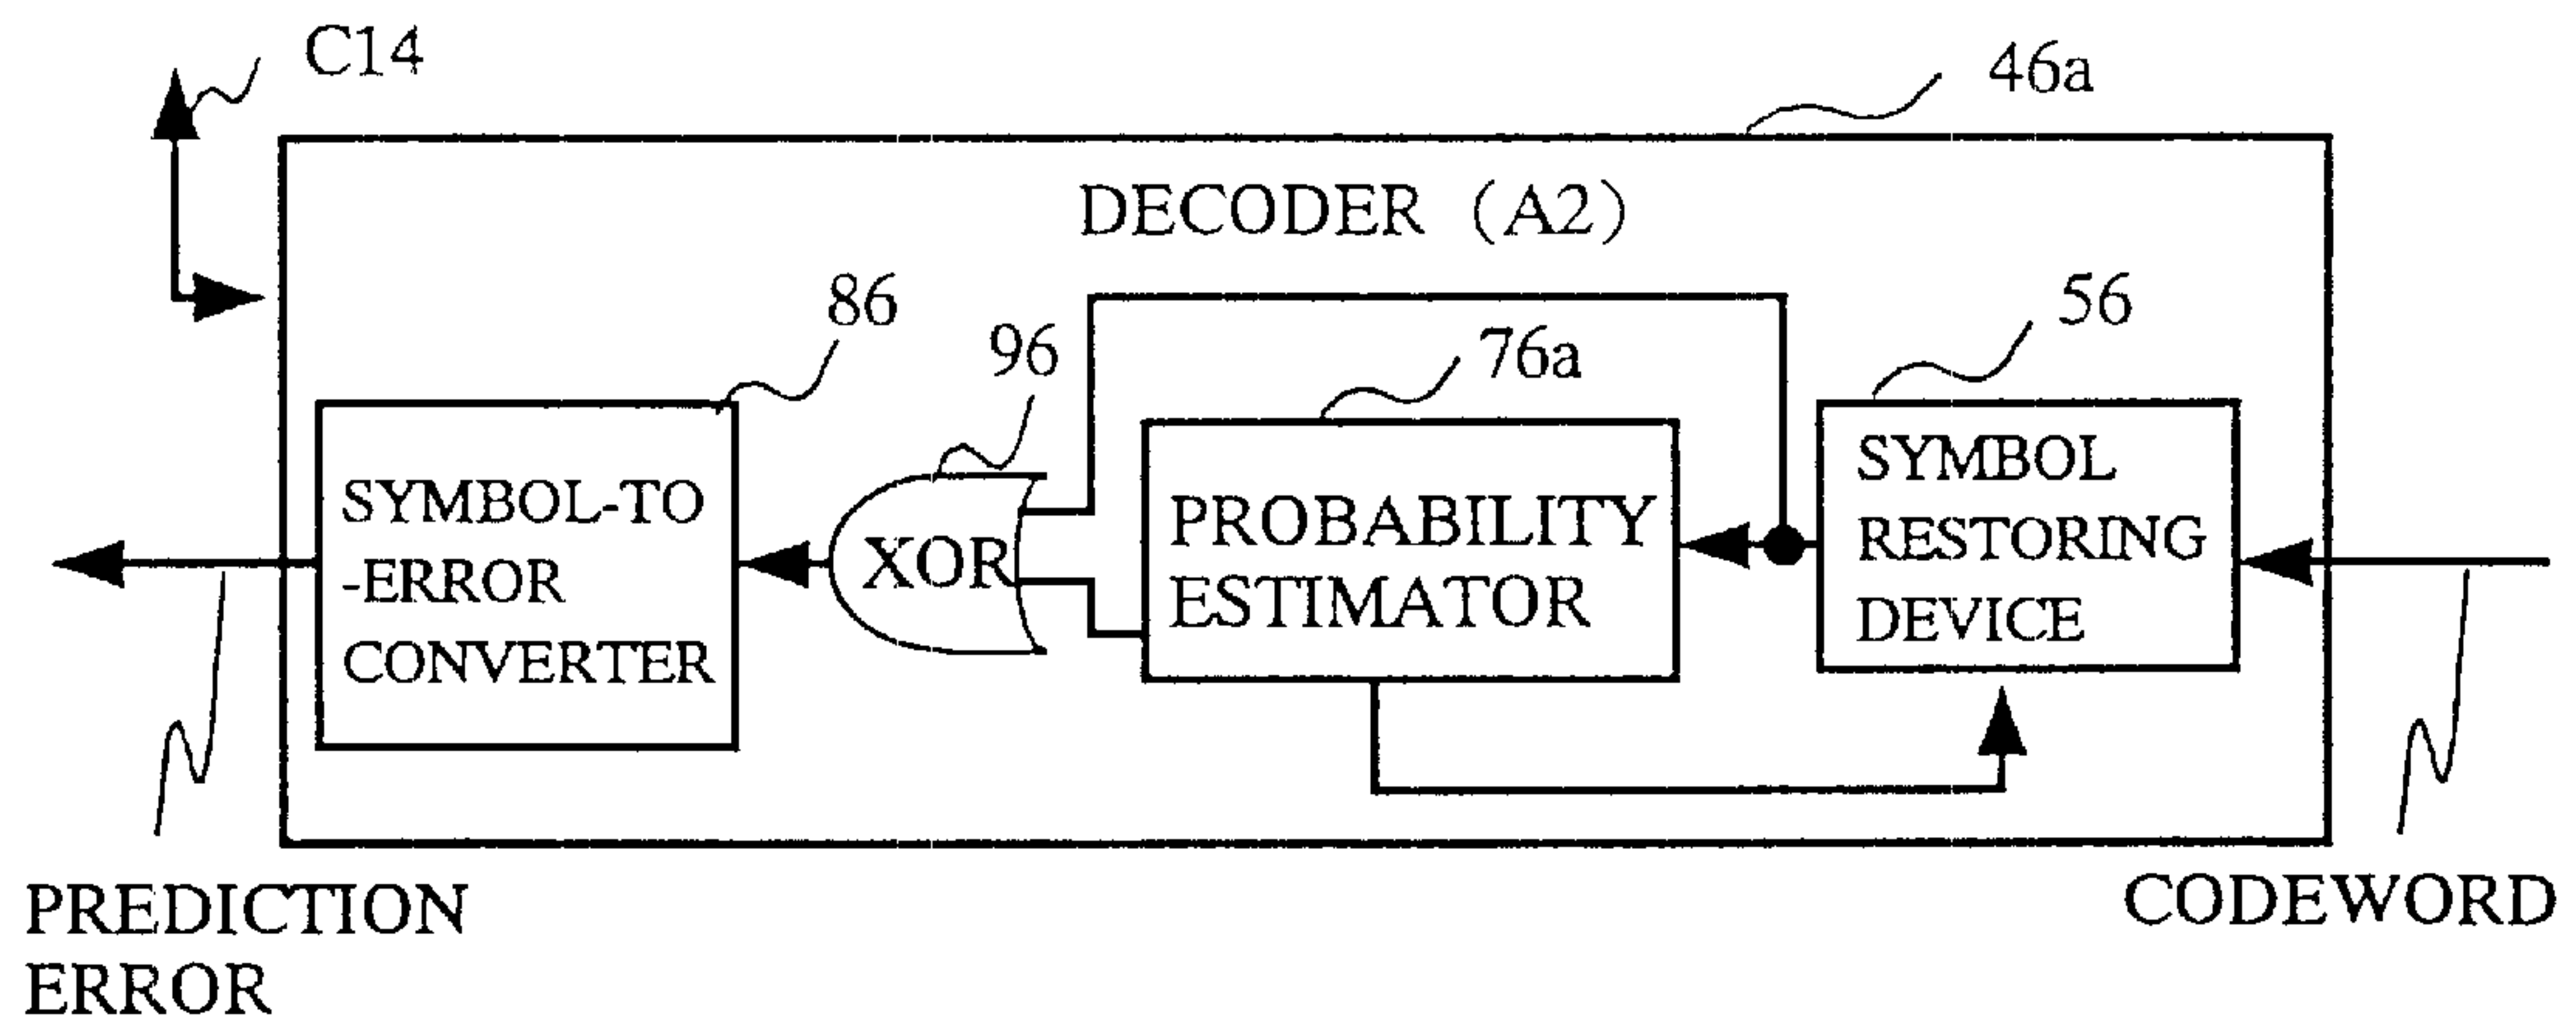 C14
46a
DECODER (A2)
86
96
76a
56
SYMBOL-TO
-ERROR
CONVERTER
XOR
PROBABILITY
ESTIMATOR
SYMBOL
RESTORING
DEVICE
PREDICTION
ERROR
CODEWORD